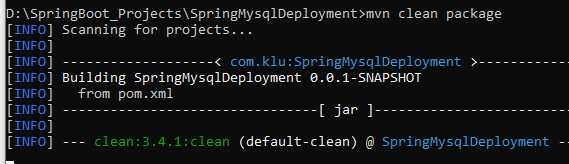 D:\SpringBoot_Projects\SpringMysqlDeployment>mvn clean package
[INFO] Scanning for projects...
[INFO]
[INFO] -------------------< com.klu:SpringMysqlDeployment >-------------
[INFO] Building SpringMysqlDeployment 0.0.1-SNAPSHOT
[INFO]   from pom.xml
[INFO] --------------------------------[ jar ]---------------------------
[INFO]
[INFO] --- clean:3.4.1:clean (default-clean) @ SpringMysqlDeployment --